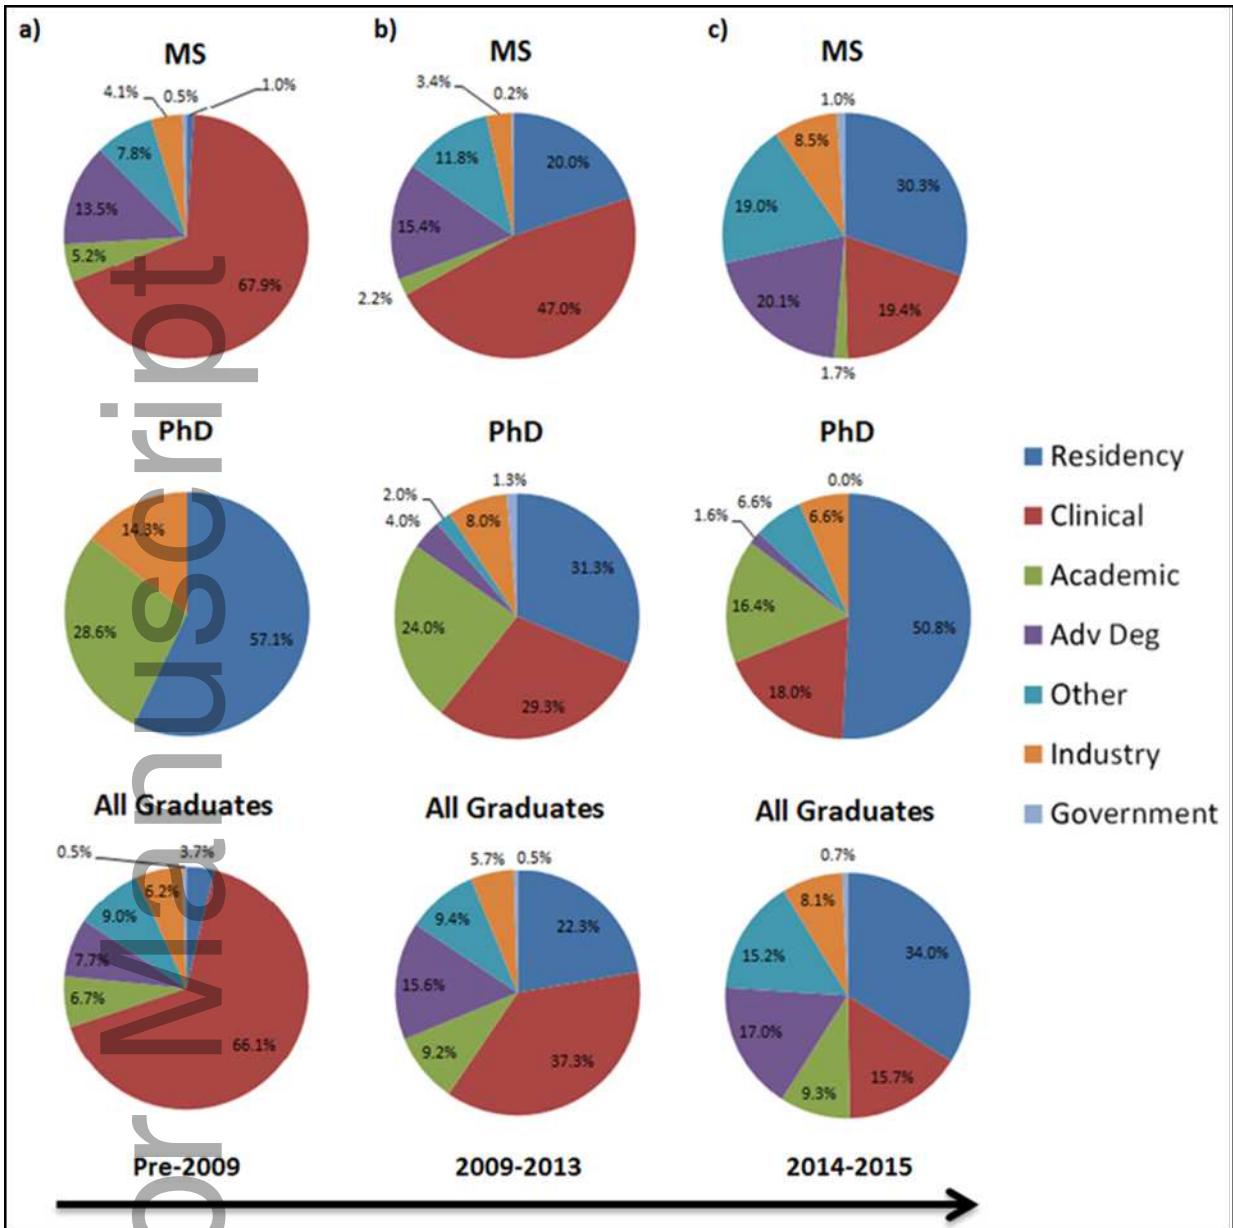 a)
b)
c)
MS
MS
MS
4.1%
0.5%
1.0%
7.8%
13.5%
5.2%
67.9%
3.4%
0.2%
11.8%
20.0%
15.4%
2.2%
47.0%
1.0%
8.5%
30.3%
19.0%
20.1%
19.4%
1.7%
PhD
PhD
PhD
14.3%
28.6%
57.1%
1.3%
2.0%
4.0%
8.0%
31.3%
24.0%
29.3%
0.0%
6.6%
1.6%
6.6%
16.4%
50.8%
18.0%
Residency
Clinical
Academic
Adv Deg
Other
Industry
Government
All Graduates
All Graduates
All Graduates
0.5%
3.7%
6.2%
9.0%
7.7%
6.7%
66.1%
5.7%
0.5%
9.4%
22.3%
15.6%
9.2%
37.3%
0.7%
8.1%
15.2%
34.0%
17.0%
15.7%
9.3%
Pre-2009
2009-2013
2014-2015
or Manuscript